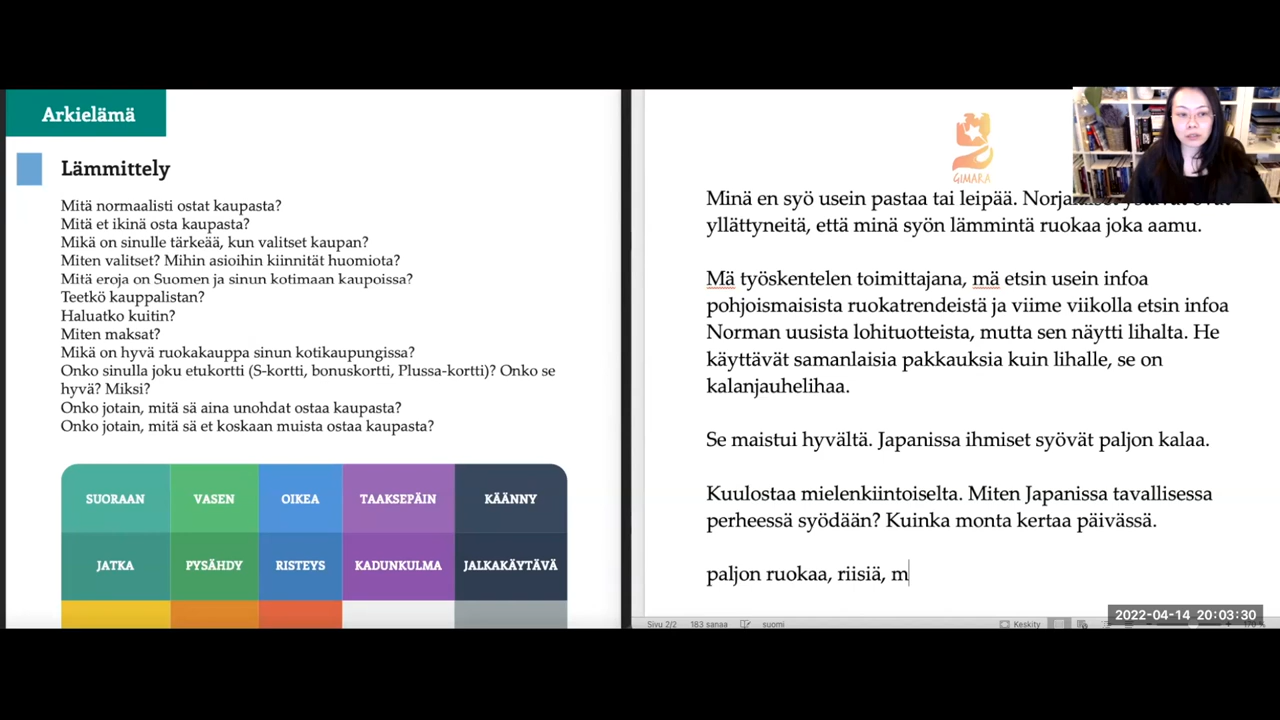 Arkielämä
Lämmittely
Mitä normaalisti ostat kaupasta?
Mitä et ikinä osta kaupasta?
Mikä on sinulle tärkeää, kun valitset kaupan?
Miten valitset? Mihin asioihin kiinnität huomiota?
Mitä eroja on Suomen ja sinun kotimaan kaupoissa?
Teetkö kauppalistan?
Haluatko kuitin?
Miten maksat?
Mikä on hyvä ruokakauppa sinun kotikaupungissa?
Onko sinulla joku etukortti (S-kortti, bonuskortti, Plussa-kortti)? Onko se
hyvä? Miksi?
Onko jotain, mitä sä aina unohdat ostaa kaupasta?
Onko jotain, mitä sä et koskaan muista ostaa kaupasta?
SUORAAN VASEN OIKEA TAAKSEPÄIN KÄÄNNY
JATKA PYSÄHDY RISTEYS KADUNKULMA JALKAKÄYTÄVÄ
GIMARA
Minä en syö usein pastaa tai leipää.
yllättyneitä, että minä syön lämmintä ruokaa joka aamu.
Mä työskentelen toimittajana, mä etsin usein infoa
pohjoismaisista ruokatrendeistä ja viime viikolla etsin infoa
Norman uusista lohituotteista, mutta sen näytti lihalta. He
käyttävät samanlaisia pakkauksia kuin lihalle, se on
kalanjauhelihaa.
Se maistui hyvältä. Japanissa ihmiset syövät paljon kalaa.
Kuulostaa mielenkiintoiselta. Miten Japanissa tavallisessa
perheessä syödään? Kuinka monta kertaa päivässä.
paljon ruokaa, riisiä, m
Sivu 2/2 183 sanaa suomi Keskity
2022-04-14 20:03:30